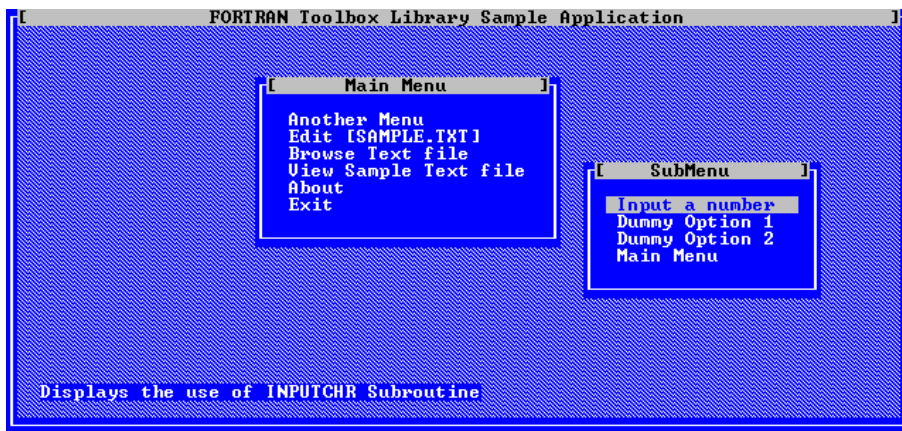 [ FORTRAN Toolbox Library Sample Application ]
[ Main Menu ]
Another Menu
Edit [SAMPLE.TXT]
Browse Text file
View Sample Text file
About
Exit
[ SubMenu ]
Input a number
Dummy Option 1
Dummy Option 2
Main Menu
Displays the use of INPUTCHR Subroutine